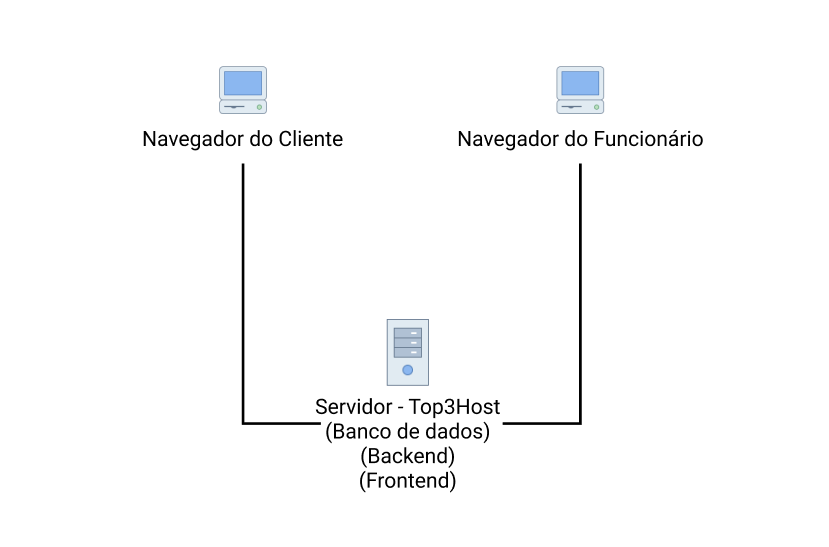 Navegador do Cliente
Navegador do Funcionário
Servidor - Top3Host
(Banco de dados)
(Backend)
(Frontend)